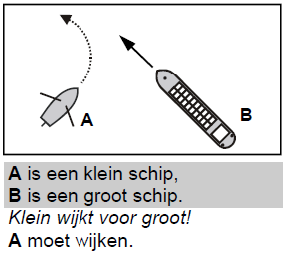 A
B
A is een klein schip,
B is een groot schip.
Klein wijkt voor groot!
A moet wijken.